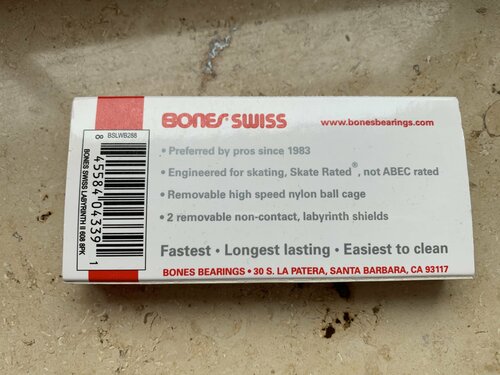 BONES SWISS
www.bonesbearings.com
• Preferred by pros since 1983
• Engineered for skating, Skate Rated®, not ABEC rated
• Removable high speed nylon ball cage
• 2 removable non-contact, labyrinth shields
Fastest • Longest lasting • Easiest to clean
BONES BEARINGS • 30 S. LA PATERA, SANTA BARBARA, CA 93117
8 BSLWB288
45584 04339 1
BONES SWISS LABYRINTH II 608 8PK